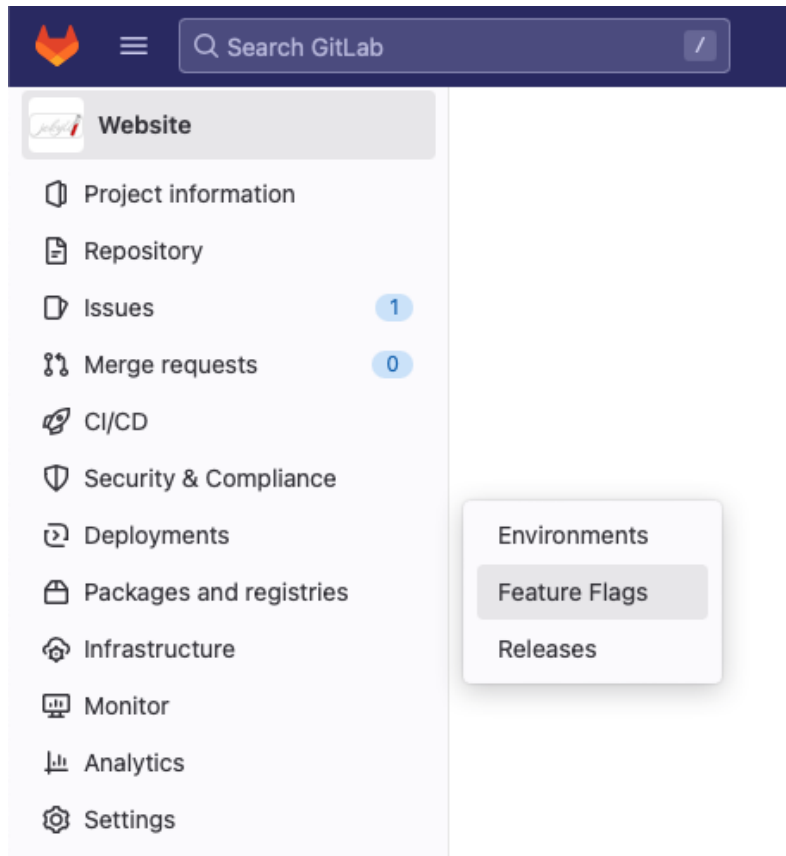 Search GitLab /
jekyll
Website
Project information
Repository
Issues 1
Merge requests 0
CI/CD
Security & Compliance
Deployments
Packages and registries
Infrastructure
Monitor
Analytics
Settings
Environments
Feature Flags
Releases